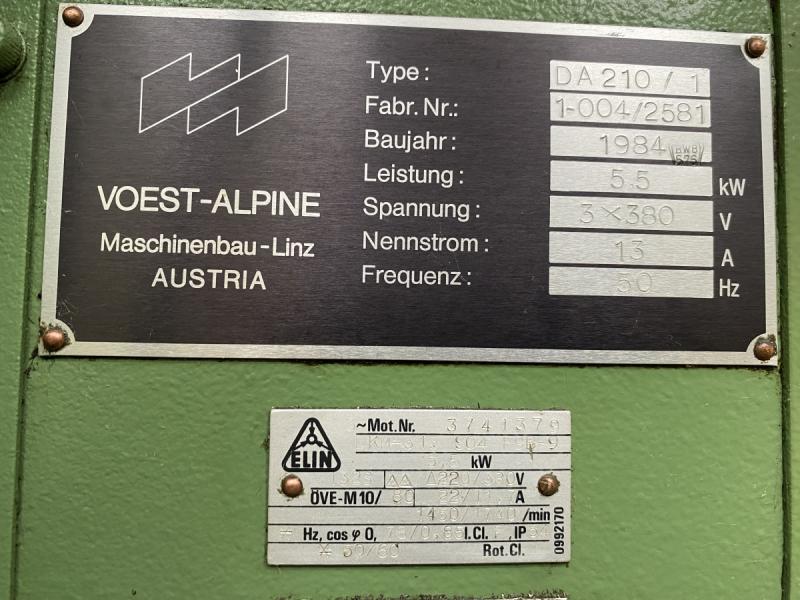 Type: DA 210 / 1
Fabr. Nr.: 1-004/2581
Baujahr: 1984
Leistung: 5.5 kW
Spannung: 3×380 V
Nennstrom: 13 A
Frequenz: 50 Hz
VOEST-ALPINE
Maschinenbau-Linz
AUSTRIA
ELIN
~Mot.Nr. 3741379
kW
V
ÖVE-M10/ A
/min
Hz, cos φ 0, I.Cl. IP
Rot.Cl.
0992170